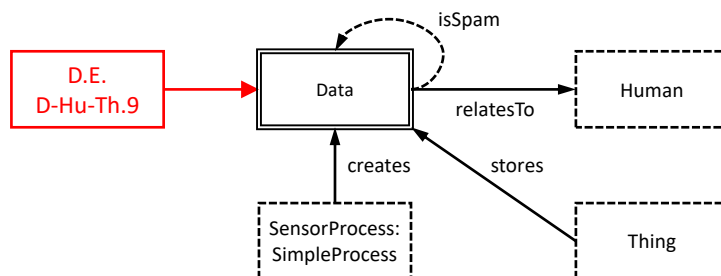 isSpam
D.E.
D-Hu-Th.9
Data
relatesTo
Human
creates
stores
SensorProcess:
SimpleProcess
Thing